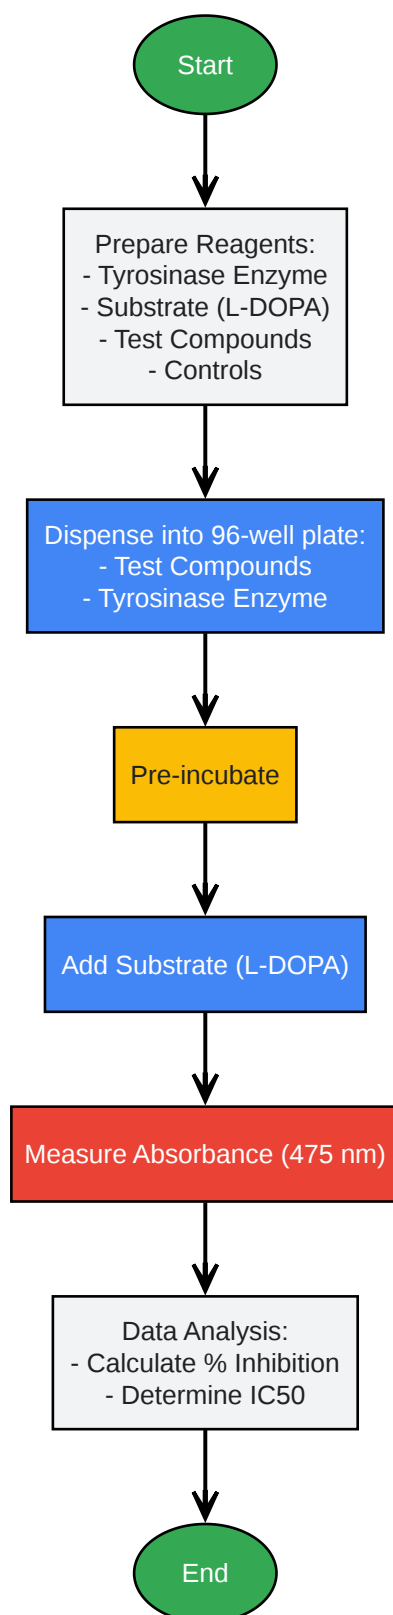 Start
Prepare Reagents:
- Tyrosinase Enzyme
- Substrate (L-DOPA)
- Test Compounds
- Controls
Dispense into 96-well plate:
- Test Compounds
- Tyrosinase Enzyme
Pre-incubate
Add Substrate (L-DOPA)
Measure Absorbance (475 nm)
Data Analysis:
- Calculate % Inhibition
- Determine IC50
End